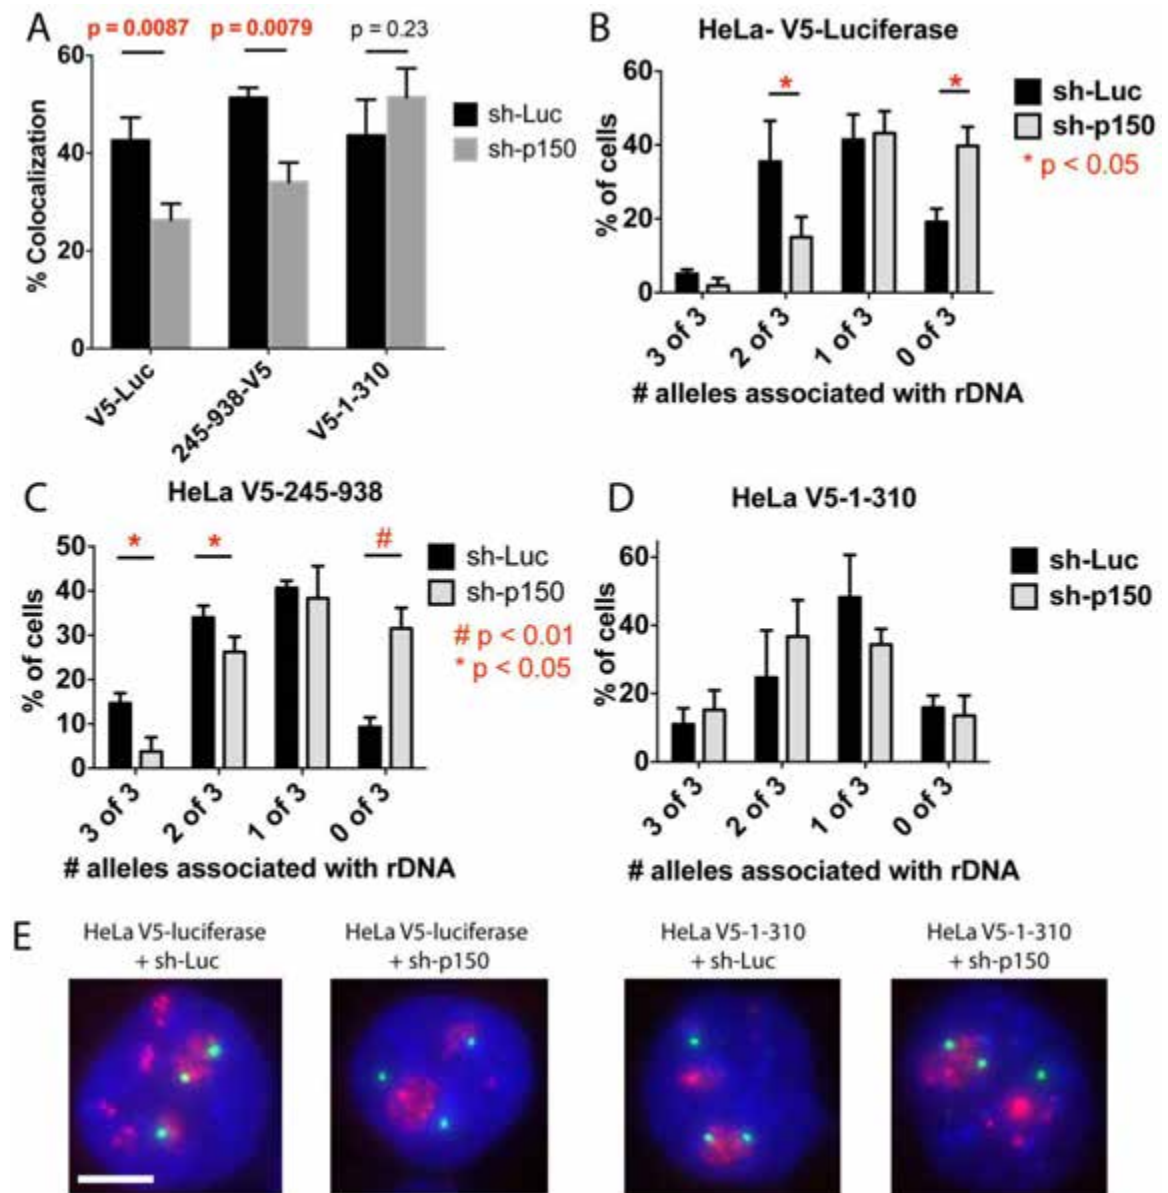 A
p = 0.0087 p = 0.0079 p = 0.23
60
40
20
0
% Colocalization
sh-Luc
sh-p150
V5-Luc
245-938-V5
V5-1-310
B
HeLa- V5-Luciferase
60
40
20
0
% of cells
* *
sh-Luc
sh-p150
* p < 0.05
3 of 3
2 of 3
1 of 3
0 of 3
# alleles associated with rDNA
C
HeLa V5-245-938
50
40
30
20
10
0
% of cells
* * #
sh-Luc
sh-p150
# p < 0.01
* p < 0.05
3 of 3
2 of 3
1 of 3
0 of 3
# alleles associated with rDNA
D
HeLa V5-1-310
60
40
20
0
% of cells
sh-Luc
sh-p150
3 of 3
2 of 3
1 of 3
0 of 3
# alleles associated with rDNA
E
HeLa V5-luciferase
+ sh-Luc
HeLa V5-luciferase
+ sh-p150
HeLa V5-1-310
+ sh-Luc
HeLa V5-1-310
+ sh-p150